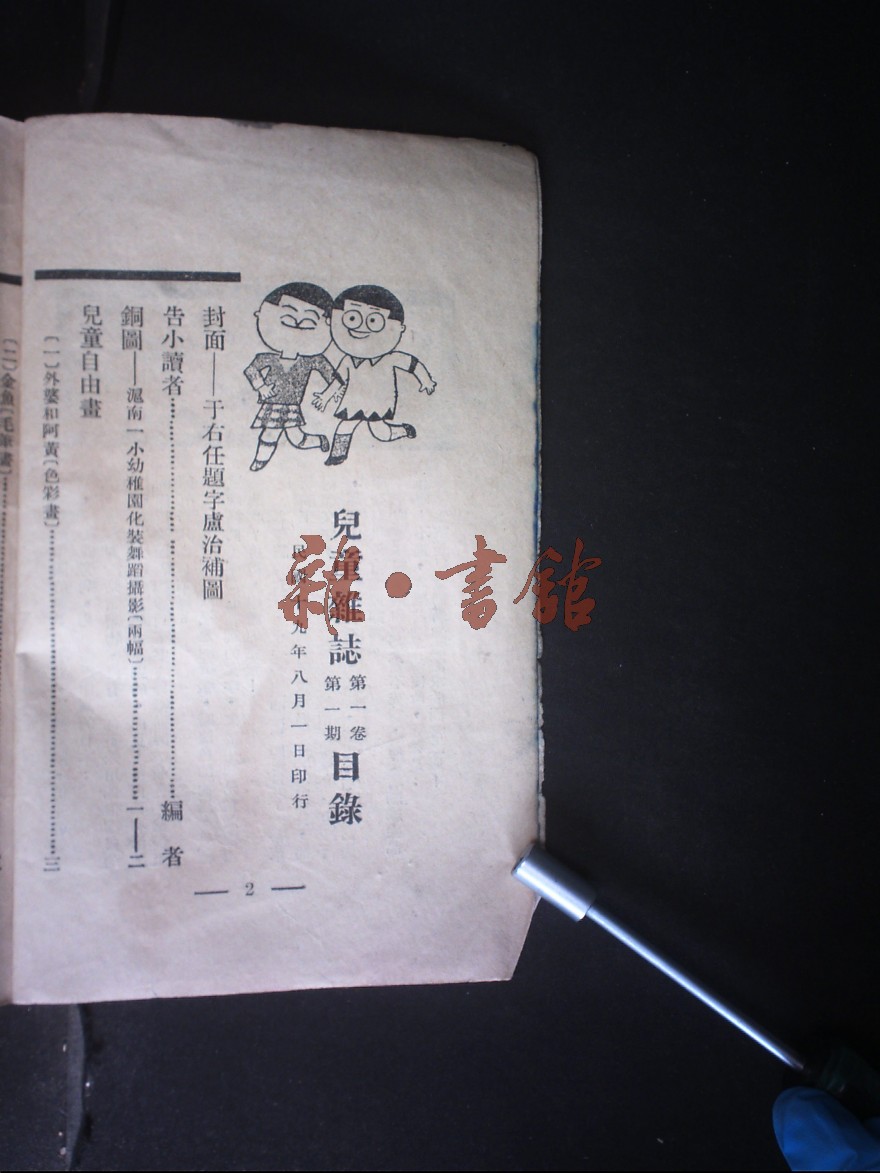 兒童雜誌 第一卷 第一期 目錄
民國十九年八月一日印行
封面——于右任題字盧治補圖
告小讀者………編者
銅圖——滬南一小幼稚園化裝舞蹈攝影〔兩幅〕………一——二
兒童自由畫
〔一〕外婆和阿黃〔色彩畫〕………三
〔二〕金魚〔毛筆畫〕………
— 2 —
雜·書館